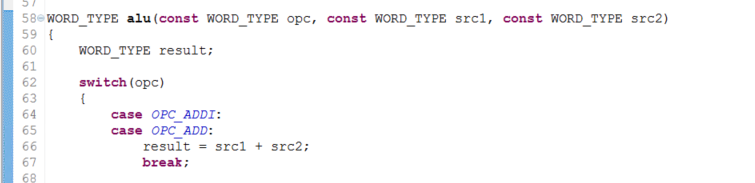 57
58 WORD_TYPE alu(const WORD_TYPE opc, const WORD_TYPE src1, const WORD_TYPE src2)
59 {
60     WORD_TYPE result;
61
62     switch(opc)
63     {
64         case OPC_ADDI:
65         case OPC_ADD:
66             result = src1 + src2;
67             break;
68